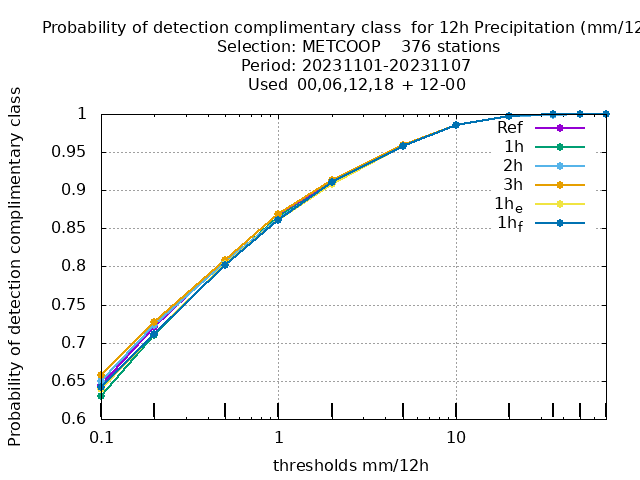 Probability of detection complimentary class  for 12h Precipitation (mm/12
Selection: METCOOP    376 stations
Period: 20231101-20231107
Used  00,06,12,18  + 12-00
Probability of detection complimentary class
1
0.95
0.9
0.85
0.8
0.75
0.7
0.65
0.6
0.1
1
10
thresholds mm/12h
Ref
1h
2h
3h
1h_e
1h_f